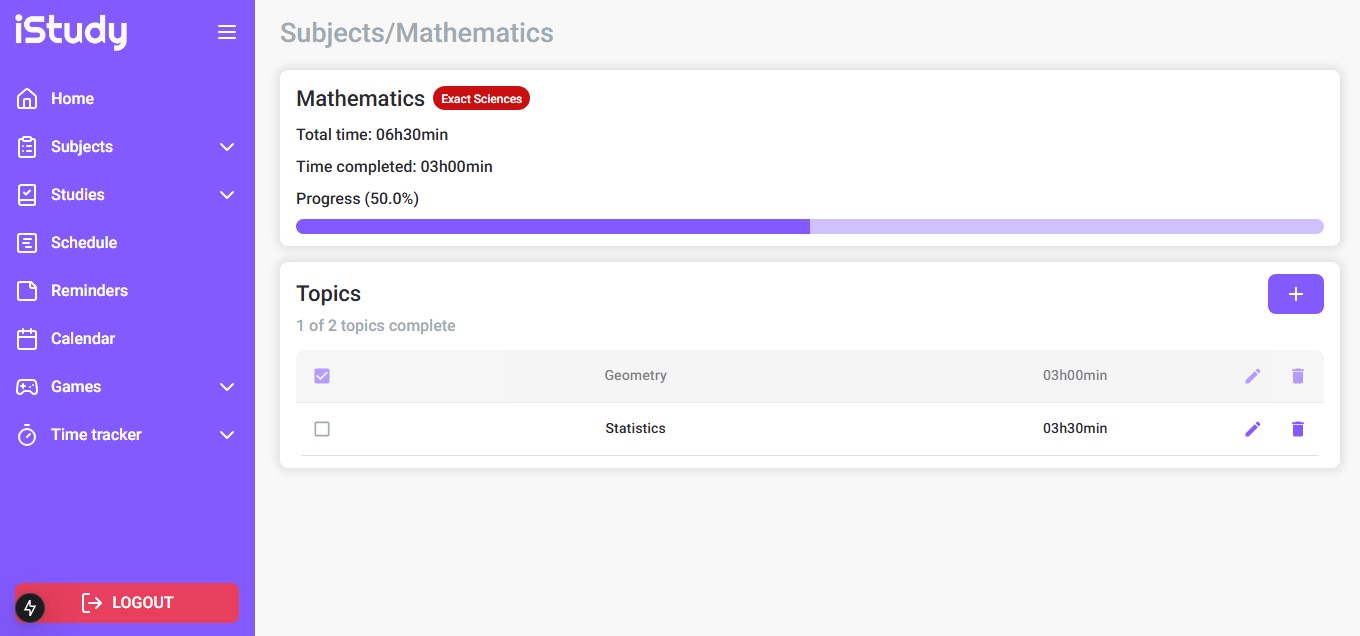 iStudy
Home
Subjects
Studies
Schedule
Reminders
Calendar
Games
Time tracker
LOGOUT
Subjects/Mathematics
Mathematics Exact Sciences
Total time: 06h30min
Time completed: 03h00min
Progress (50.0%)
Topics
1 of 2 topics complete
Geometry 03h00min
Statistics 03h30min